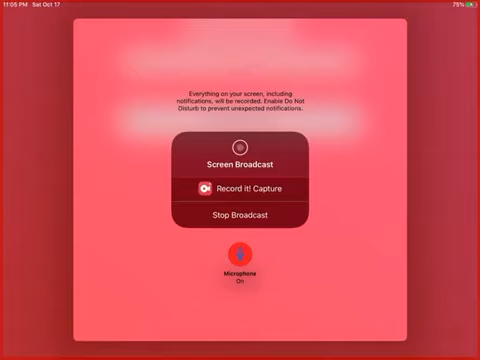 11:05 PM Sat Oct 17
75%
Everything on your screen, including
notifications, will be recorded. Enable Do Not
Disturb to prevent unexpected notifications.
Screen Broadcast
Record it! Capture
Stop Broadcast
Microphone
On